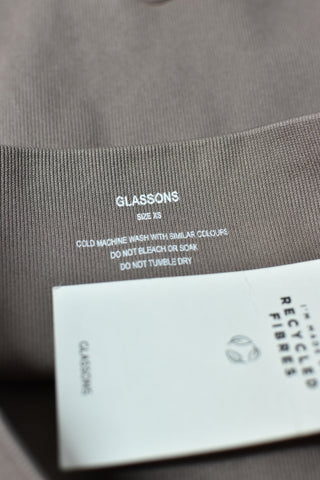 GLASSONS
SIZE XS
COLD MACHINE WASH WITH SIMILAR COLOURS
DO NOT BLEACH OR SOAK
DO NOT TUMBLE DRY
I'M MADE
RECYCLED
FIBRES
GLASSONS